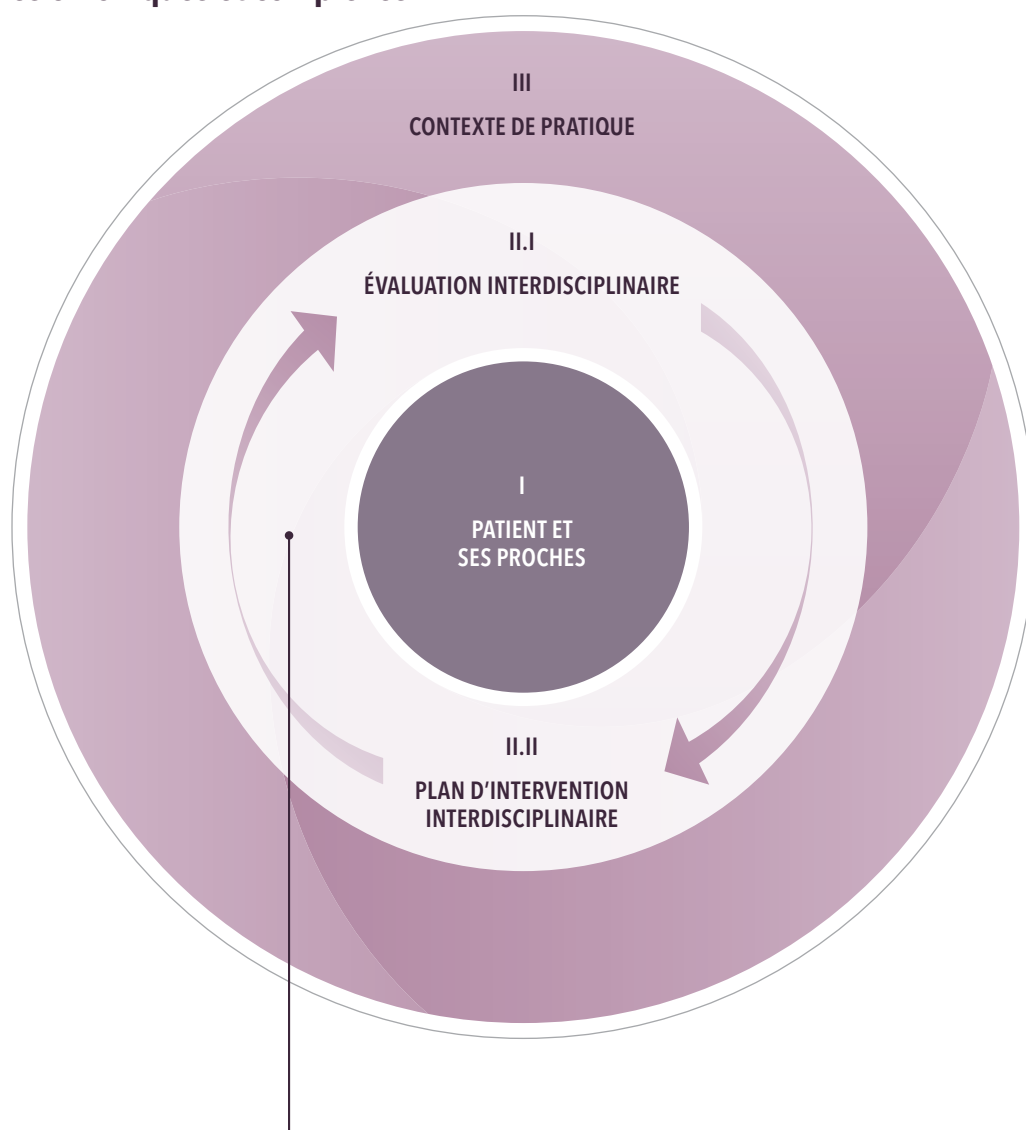 III
CONTEXTE DE PRATIQUE
II.I
ÉVALUATION INTERDISCIPLINAIRE
I
PATIENT ET
SES PROCHES
II.II
PLAN D’INTERVENTION
INTERDISCIPLINAIRE